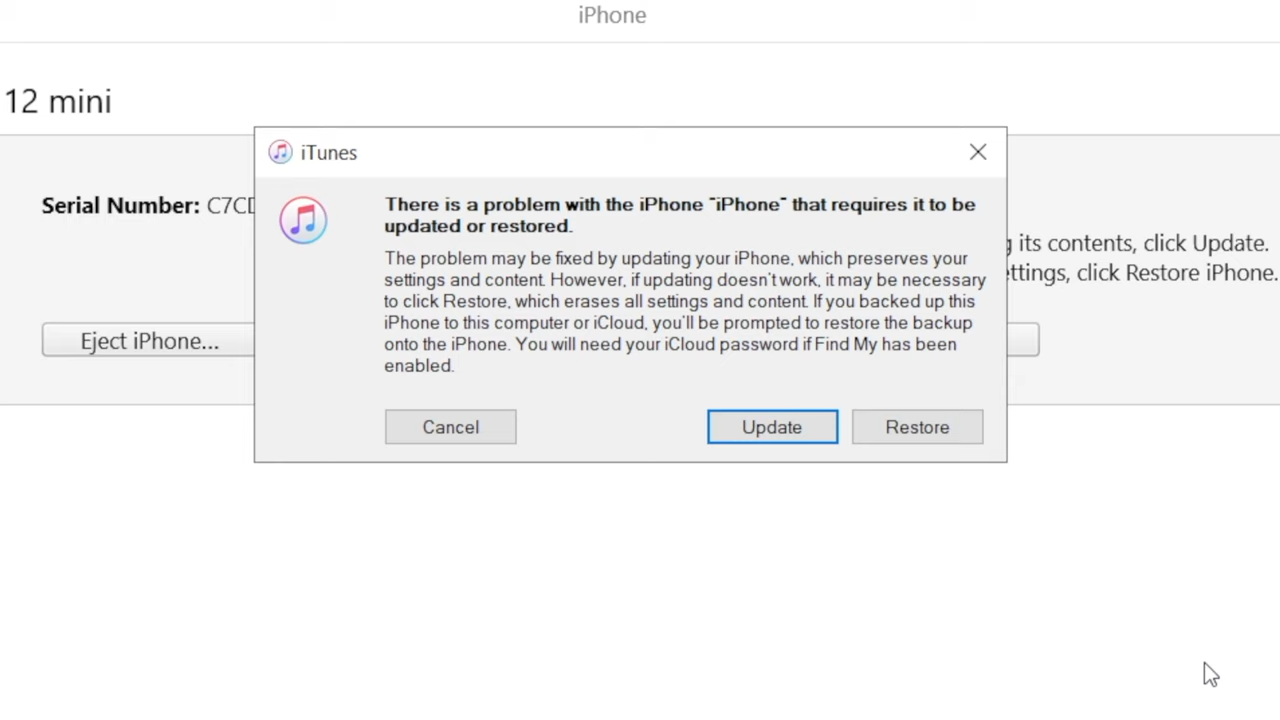 iPhone
12 mini
iTunes
Serial Number: C7CD
There is a problem with the iPhone "iPhone" that requires it to be
updated or restored.
The problem may be fixed by updating your iPhone, which preserves your
settings and content. However, if updating doesn't work, it may be necessary
to click Restore, which erases all settings and content. If you backed up this
iPhone to this computer or iCloud, you'll be prompted to restore the backup
onto the iPhone. You will need your iCloud password if Find My has been
enabled.
its contents, click Update.
click Restore iPhone.
Eject iPhone...
Cancel
Update
Restore